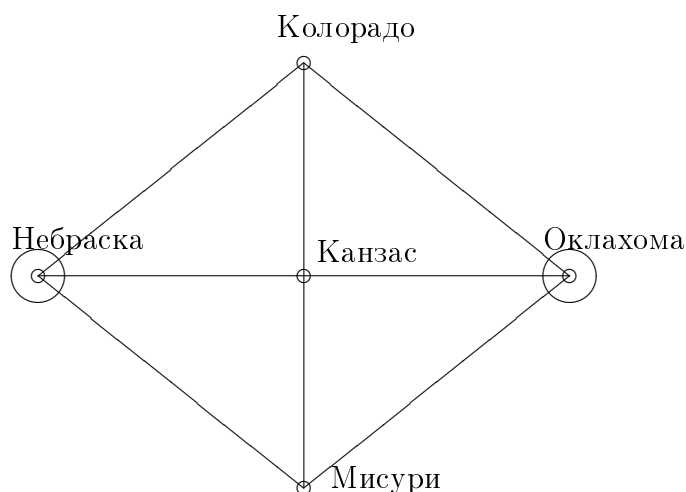 Колорадо
Небраска
Канзас
Оклахома
Мисури